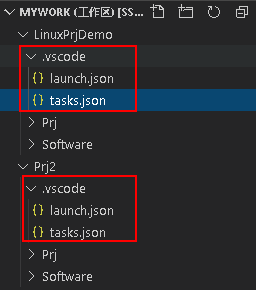 MYWORK (工作区) [SS...
LinuxPrjDemo
.vscode
{} launch.json
{} tasks.json
Prj
Software
Prj2
.vscode
{} launch.json
{} tasks.json
Prj
Software